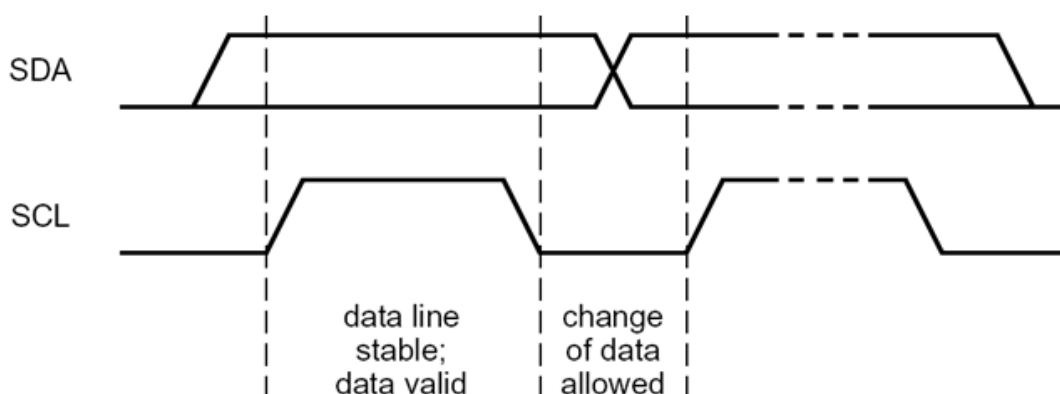 SDA
SCL
data line
stable;
data valid
change
of data
allowed